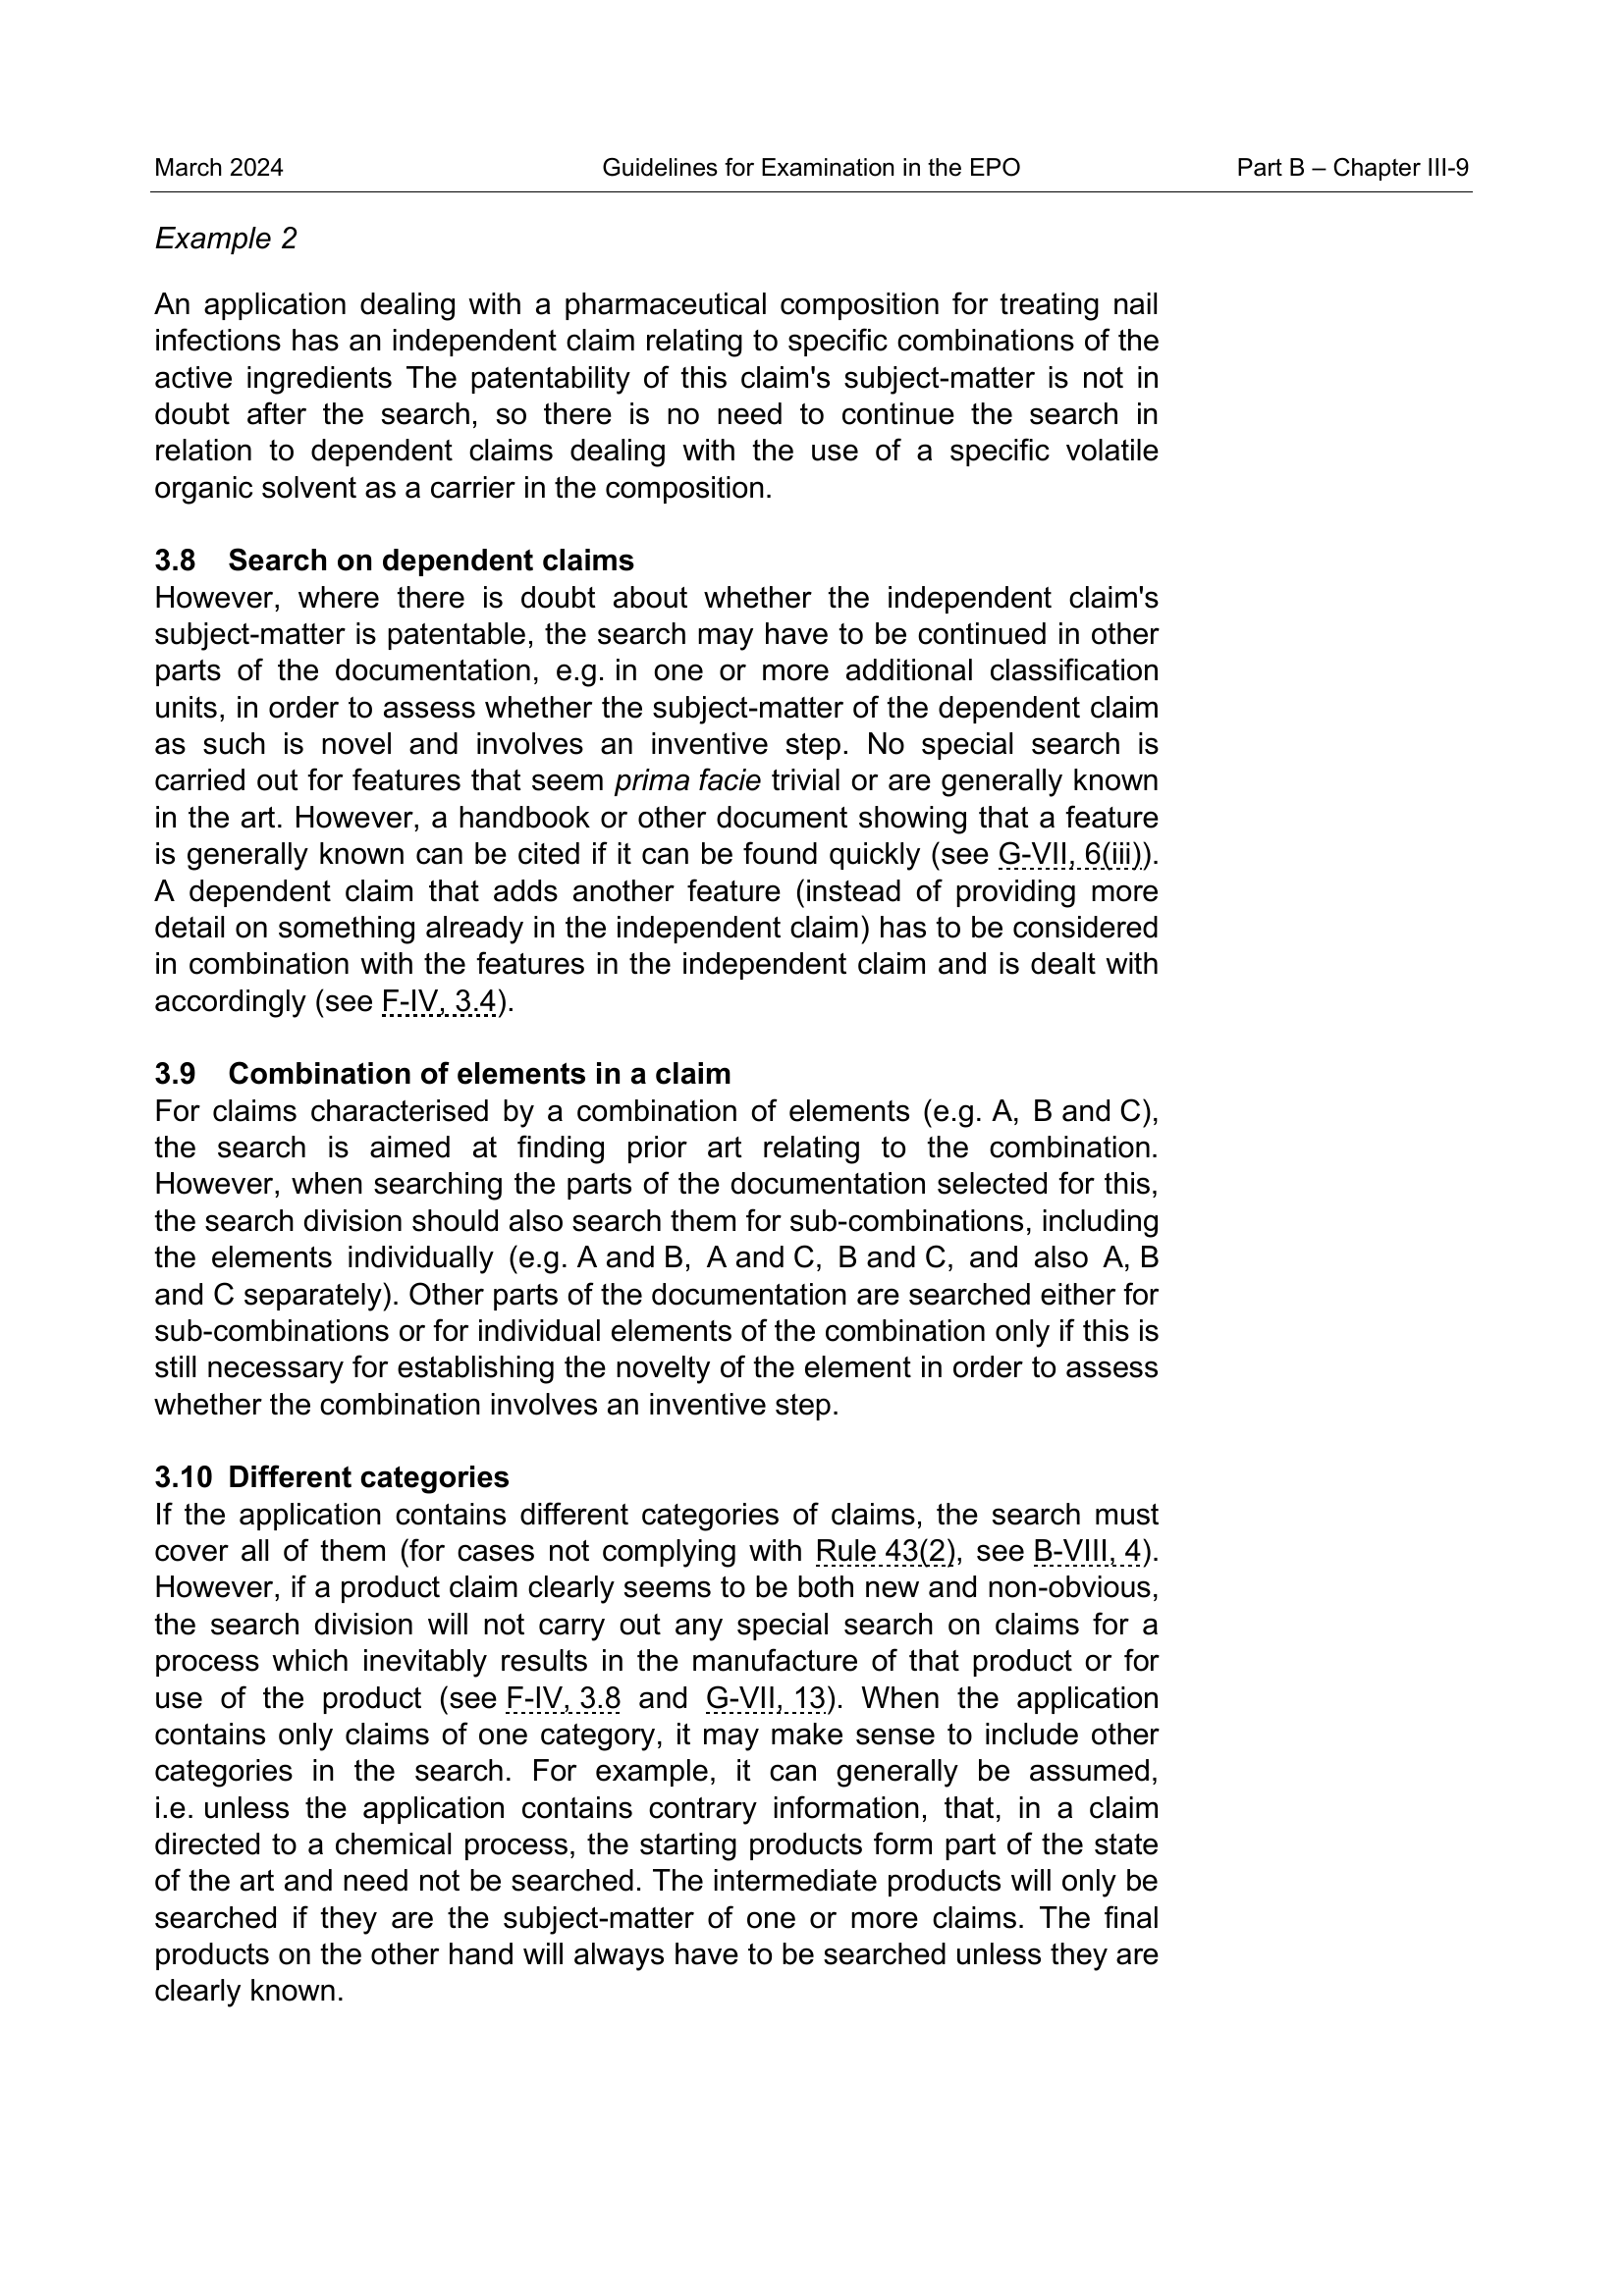 March 2024 Guidelines for Examination in the EPO Part B – Chapter III-9
Example 2
An application dealing with a pharmaceutical composition for treating nail
infections has an independent claim relating to specific combinations of the
active ingredients The patentability of this claim's subject-matter is not in
doubt after the search, so there is no need to continue the search in
relation to dependent claims dealing with the use of a specific volatile
organic solvent as a carrier in the composition.
3.8 Search on dependent claims
However, where there is doubt about whether the independent claim's
subject-matter is patentable, the search may have to be continued in other
parts of the documentation, e.g. in one or more additional classification
units, in order to assess whether the subject-matter of the dependent claim
as such is novel and involves an inventive step. No special search is
carried out for features that seem prima facie trivial or are generally known
in the art. However, a handbook or other document showing that a feature
is generally known can be cited if it can be found quickly (see G-VII, 6(iii)).
A dependent claim that adds another feature (instead of providing more
detail on something already in the independent claim) has to be considered
in combination with the features in the independent claim and is dealt with
accordingly (see F-IV, 3.4).
3.9 Combination of elements in a claim
For claims characterised by a combination of elements (e.g. A, B and C),
the search is aimed at finding prior art relating to the combination.
However, when searching the parts of the documentation selected for this,
the search division should also search them for sub-combinations, including
the elements individually (e.g. A and B, A and C, B and C, and also A, B
and C separately). Other parts of the documentation are searched either for
sub-combinations or for individual elements of the combination only if this is
still necessary for establishing the novelty of the element in order to assess
whether the combination involves an inventive step.
3.10 Different categories
If the application contains different categories of claims, the search must
cover all of them (for cases not complying with Rule 43(2), see B-VIII, 4).
However, if a product claim clearly seems to be both new and non-obvious,
the search division will not carry out any special search on claims for a
process which inevitably results in the manufacture of that product or for
use of the product (see F-IV, 3.8 and G-VII, 13). When the application
contains only claims of one category, it may make sense to include other
categories in the search. For example, it can generally be assumed,
i.e. unless the application contains contrary information, that, in a claim
directed to a chemical process, the starting products form part of the state
of the art and need not be searched. The intermediate products will only be
searched if they are the subject-matter of one or more claims. The final
products on the other hand will always have to be searched unless they are
clearly known.